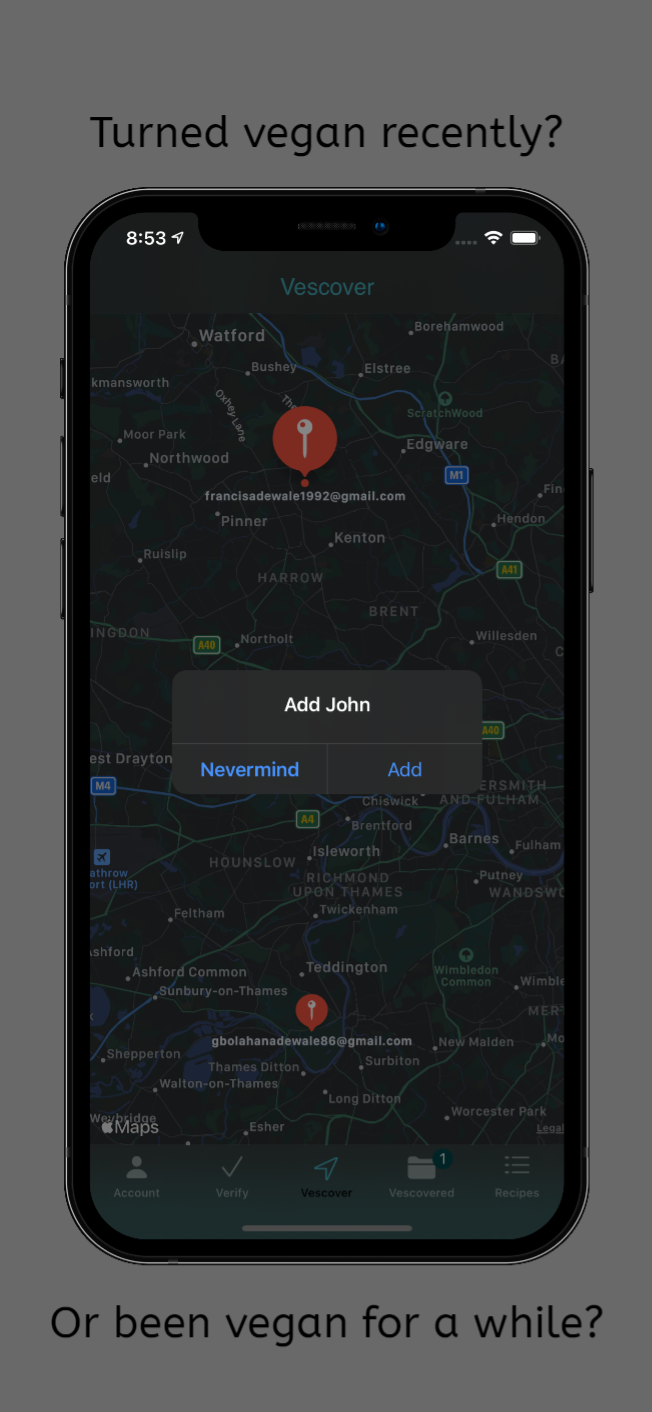 Turned vegan recently?
8:53
Vescover
Watford
Borehamwood
Bushey
Elstree
kmansworth
Oxhey Lane
ScratchWood
Moor Park
Edgware
Northwood
M1
eld
francisadewale1992@gmail.com
Fin
Pinner
Hendon
Kenton
Ruislip
A41
HARROW
BRENT
INGDON
A40
Northolt
Willesden
Add John
A40
est Drayton
Nevermind
Add
M4
ERSMITH
AND FULHAM
Chiswick
A4
Brentford
Barnes
Fulham
Isleworth
athrow
ort (LHR)
HOUNSLOW
RICHMOND
UPON THAMES
Putney
WANDSWO
Feltham
Twickenham
Ashford
Ashford Common
Teddington
Wimbledon
Common
Wimble
Sunbury-on-Thames
MER
gbolahanadewale86@gmail.com
New Malden
Mo
Shepperton
Thames Ditton
Surbiton
Walton-on-Thames
Long Ditton
Worcester Park
Weybridge
Maps
Esher
Legal
1
Account
Verify
Vescover
Vescovered
Recipes
Or been vegan for a while?